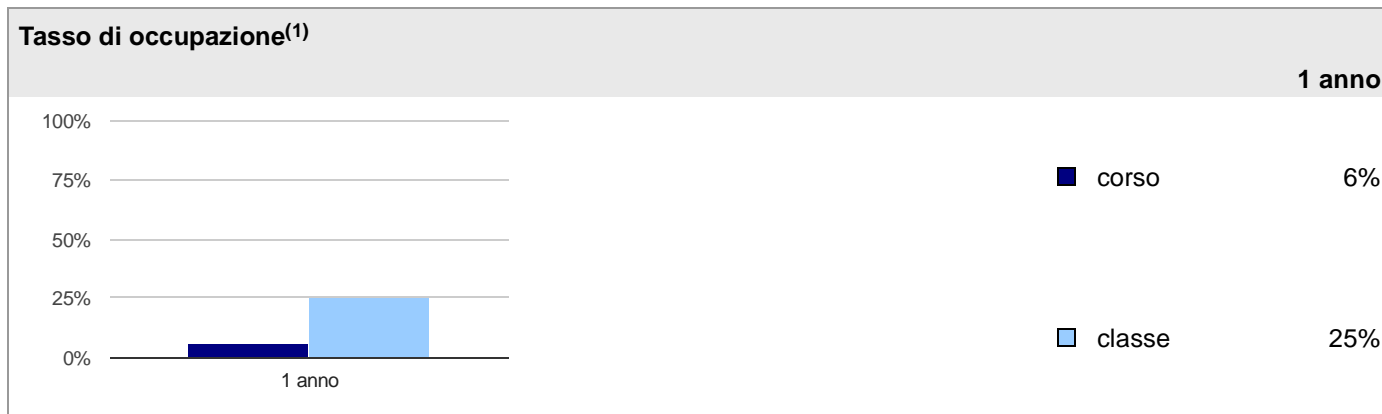 Tasso di occupazione(1)
1 anno
100%
75%
50%
25%
0%
1 anno
corso 6%
classe 25%